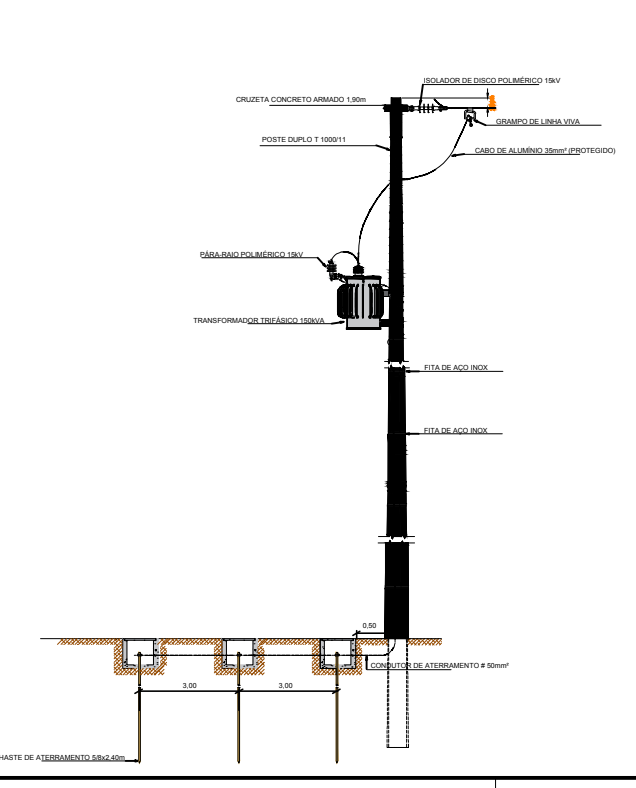 ISOLADOR DE DISCO POLIMÉRICO 15kV
CRUZETA CONCRETO ARMADO 1,90m
GRAMPO DE LINHA VIVA
POSTE DUPLO T 1000/11
CABO DE ALUMÍNIO 35mm² (PROTEGIDO)
PÁRA-RAIO POLIMÉRICO 15kV
TRANSFORMADOR TRIFÁSICO 150kVA
FITA DE AÇO INOX
FITA DE AÇO INOX
0,50
CONDUTOR DE ATERRAMENTO # 50mm²
3,00
3,00
HASTE DE ATERRAMENTO 5/8x2,40m